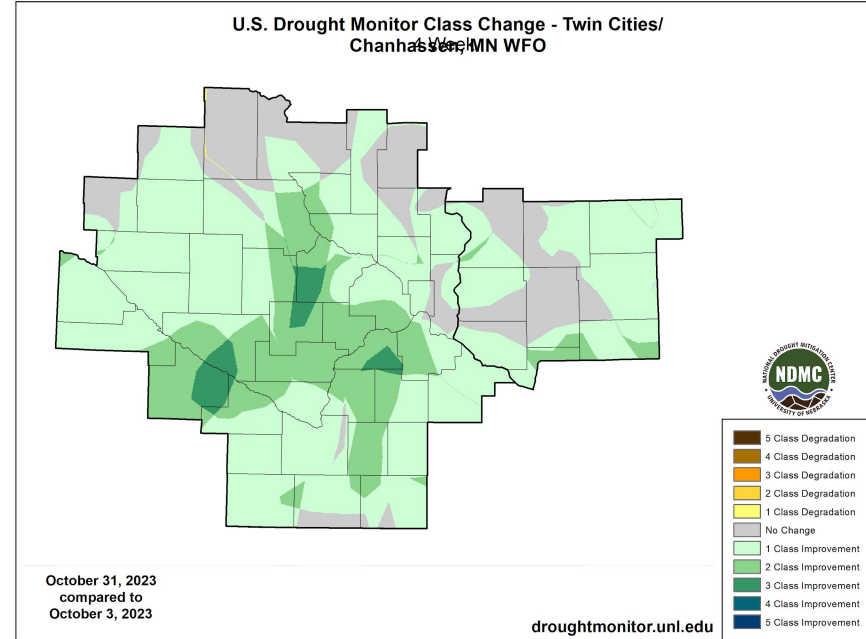 U.S. Drought Monitor Class Change - Twin Cities/
Chanhassen, MN WFO
4 Week
NATIONAL DROUGHT MITIGATION CENTER
NDMC
UNIVERSITY OF NEBRASKA
5 Class Degradation
4 Class Degradation
3 Class Degradation
2 Class Degradation
1 Class Degradation
No Change
1 Class Improvement
2 Class Improvement
3 Class Improvement
4 Class Improvement
5 Class Improvement
October 31, 2023
compared to
October 3, 2023
droughtmonitor.unl.edu